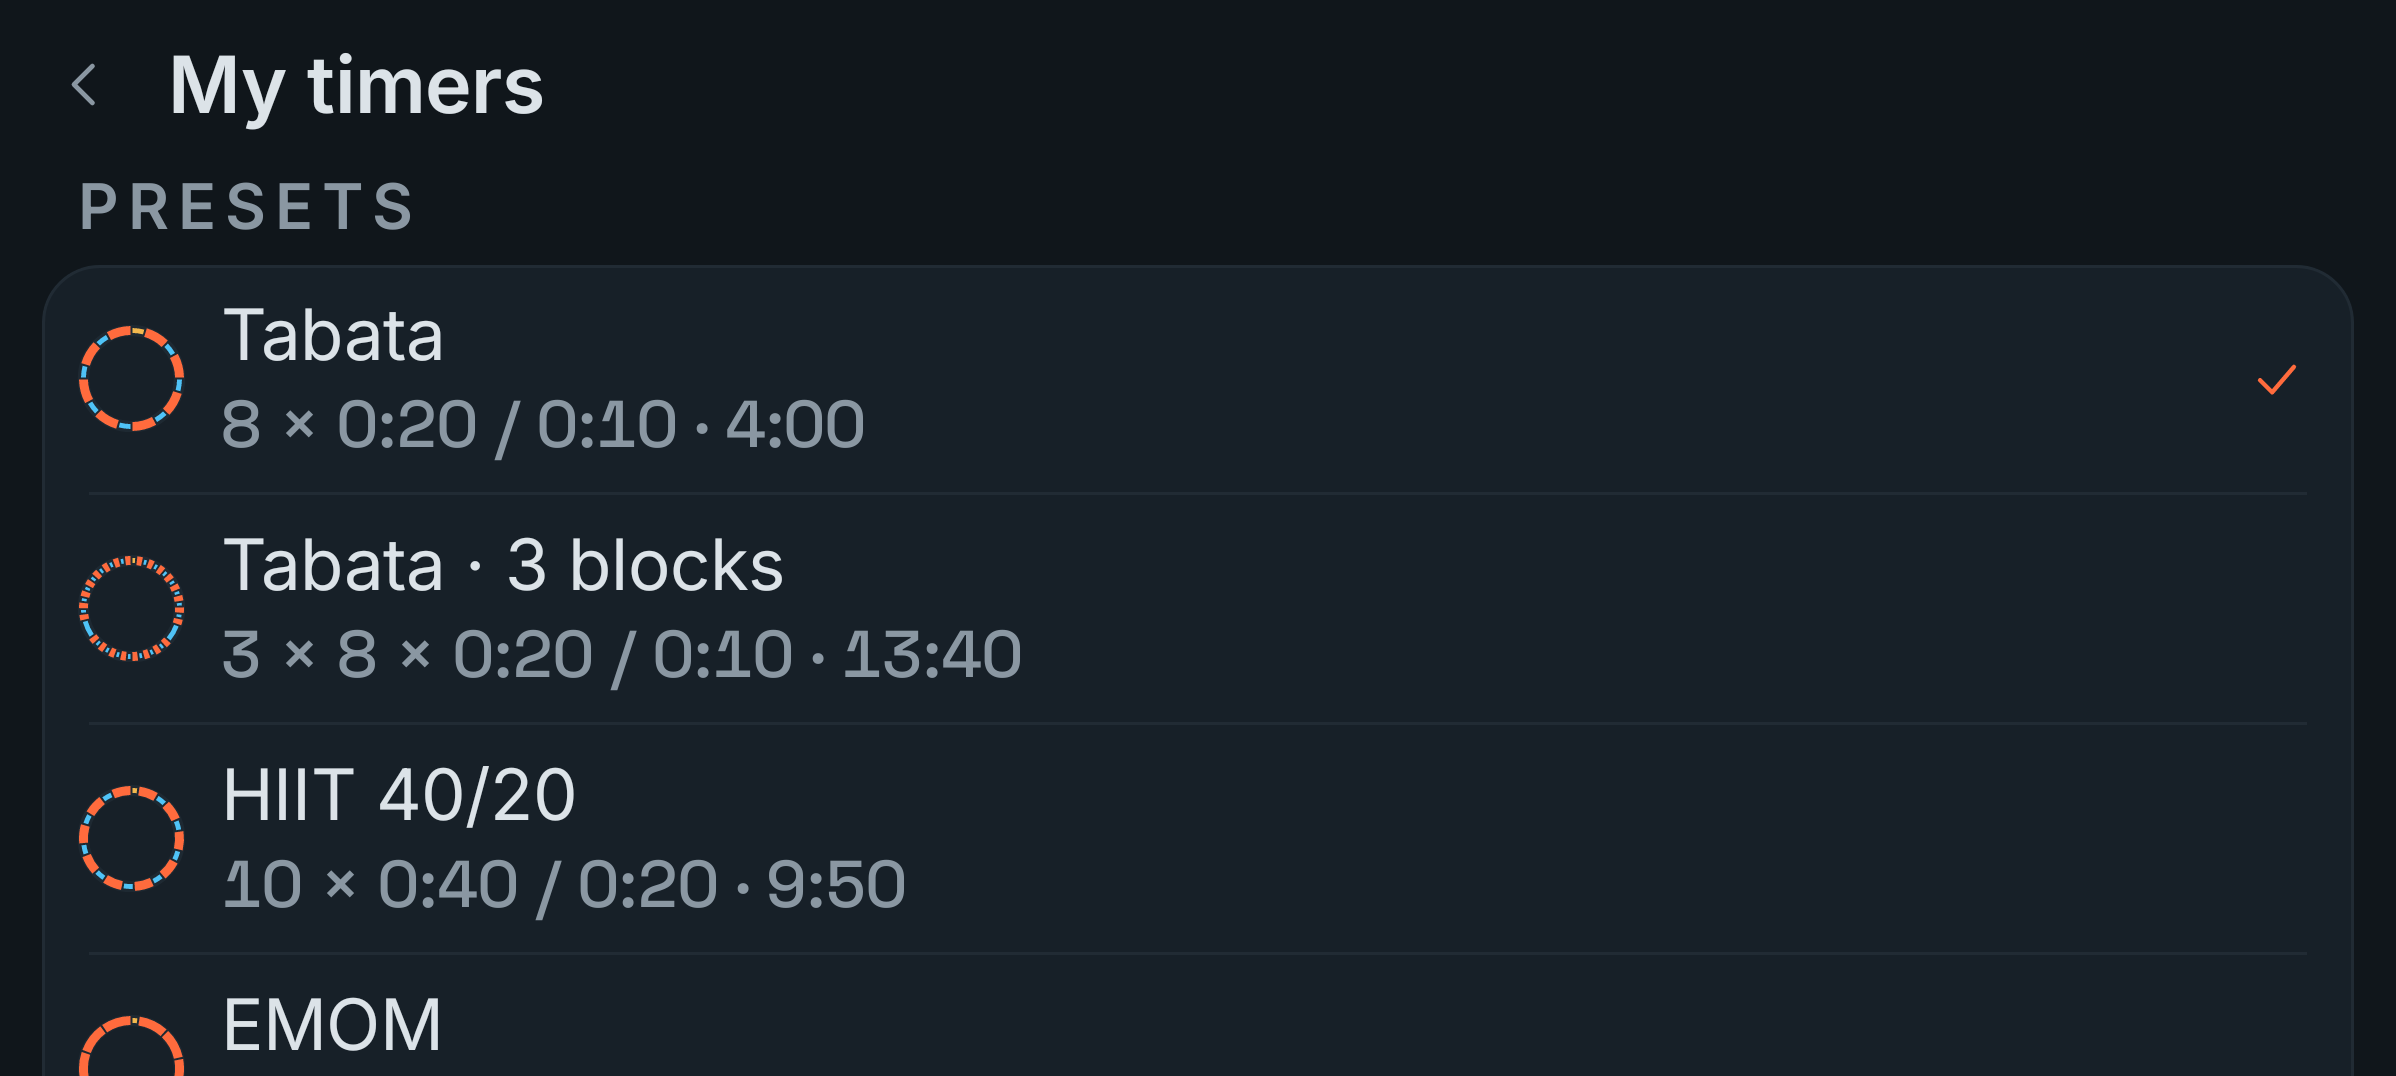 My timers
PRESETS
Tabata
8 × 0:20 / 0:10 · 4:00
Tabata · 3 blocks
3 × 8 × 0:20 / 0:10 · 13:40
HIIT 40/20
10 × 0:40 / 0:20 · 9:50
EMOM